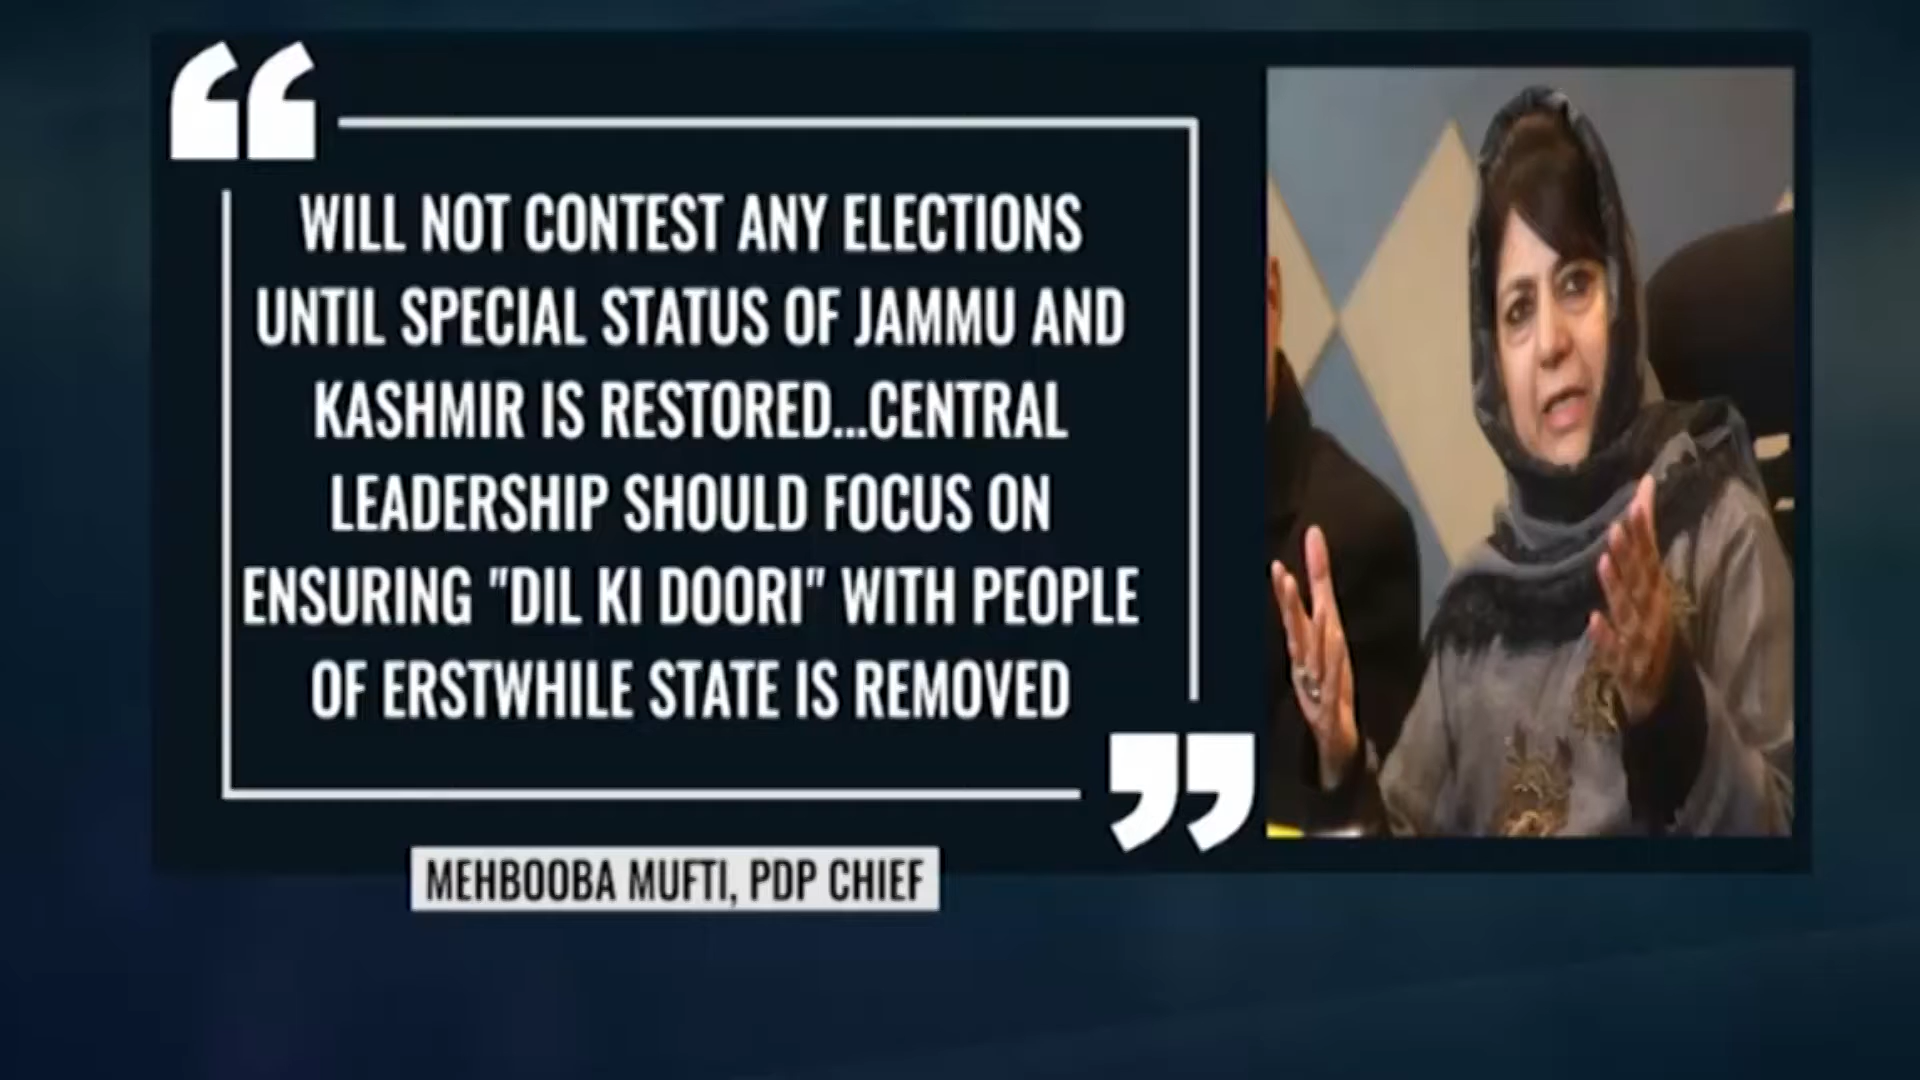 WILL NOT CONTEST ANY ELECTIONS
UNTIL SPECIAL STATUS OF JAMMU AND
KASHMIR IS RESTORED...CENTRAL
LEADERSHIP SHOULD FOCUS ON
ENSURING "DIL KI DOORI" WITH PEOPLE
OF ERSTWHILE STATE IS REMOVED
MEHBOOBA MUFTI, PDP CHIEF